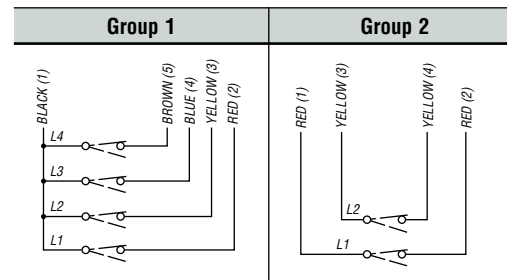 Group 1
Group 2
BLACK (1)
BROWN (5)
BLUE (4)
YELLOW (3)
RED (2)
L4
L3
L2
L1
RED (1)
YELLOW (3)
YELLOW (4)
RED (2)
L2
L1